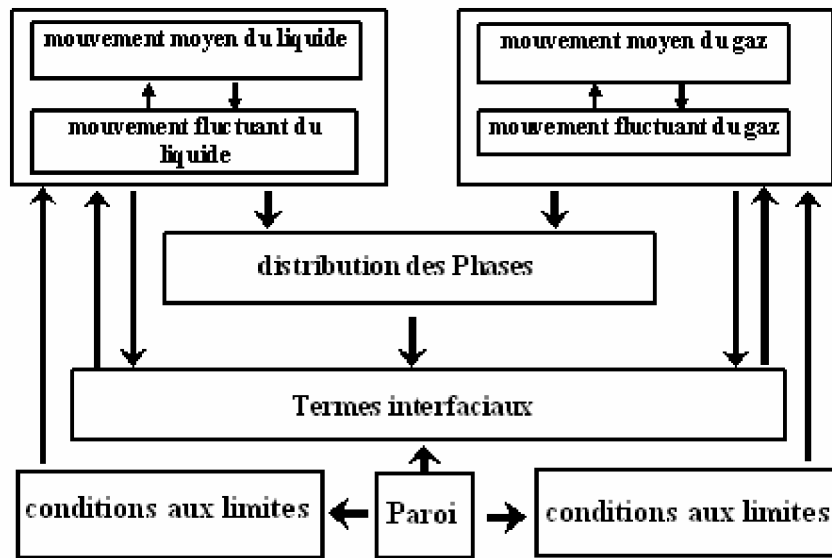 mouvement moyen du liquide
mouvement moyen du gaz
mouvement fluctuant du
liquide
mouvement fluctuant du gaz
distribution des Phases
Termes interfaciaux
conditions aux limites
Paroi
conditions aux limites